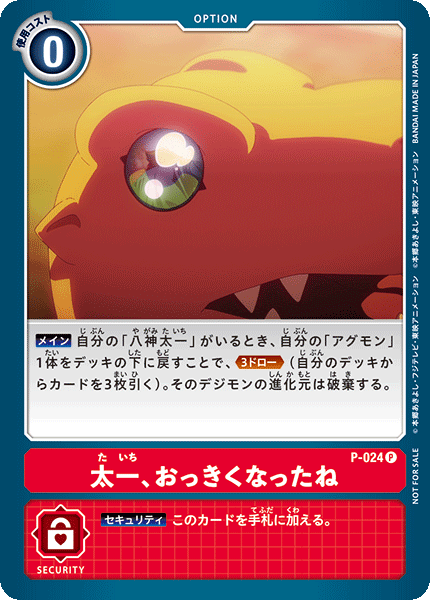 OPTION
使用コスト
0
BANDAI MADE IN JAPAN
©本郷あきよし・東映アニメーション
©本郷あきよし・フジテレビ・東映アニメーション
NOT FOR SALE
メイン 自分の「八神太一」がいるとき、自分の「アグモン」
1体をデッキの下に戻すことで、3ドロー（自分のデッキか
らカードを3枚引く）。そのデジモンの進化元は破棄する。
P-024 P
太一、おっきくなったね
セキュリティ このカードを手札に加える。
SECURITY